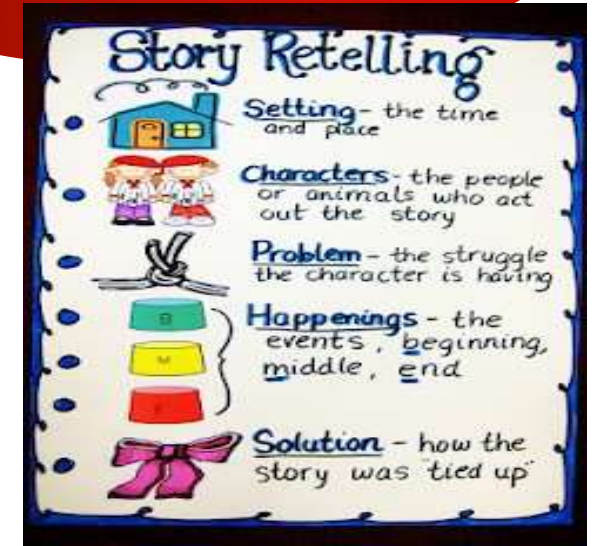 Story Retelling
Setting - the time
and place
Characters - the people
or animals who act
out the story
Problem - the struggle
the character is having
B
Happenings - the
events, beginning,
M
middle, end
Solution - how the
story was "tied up"